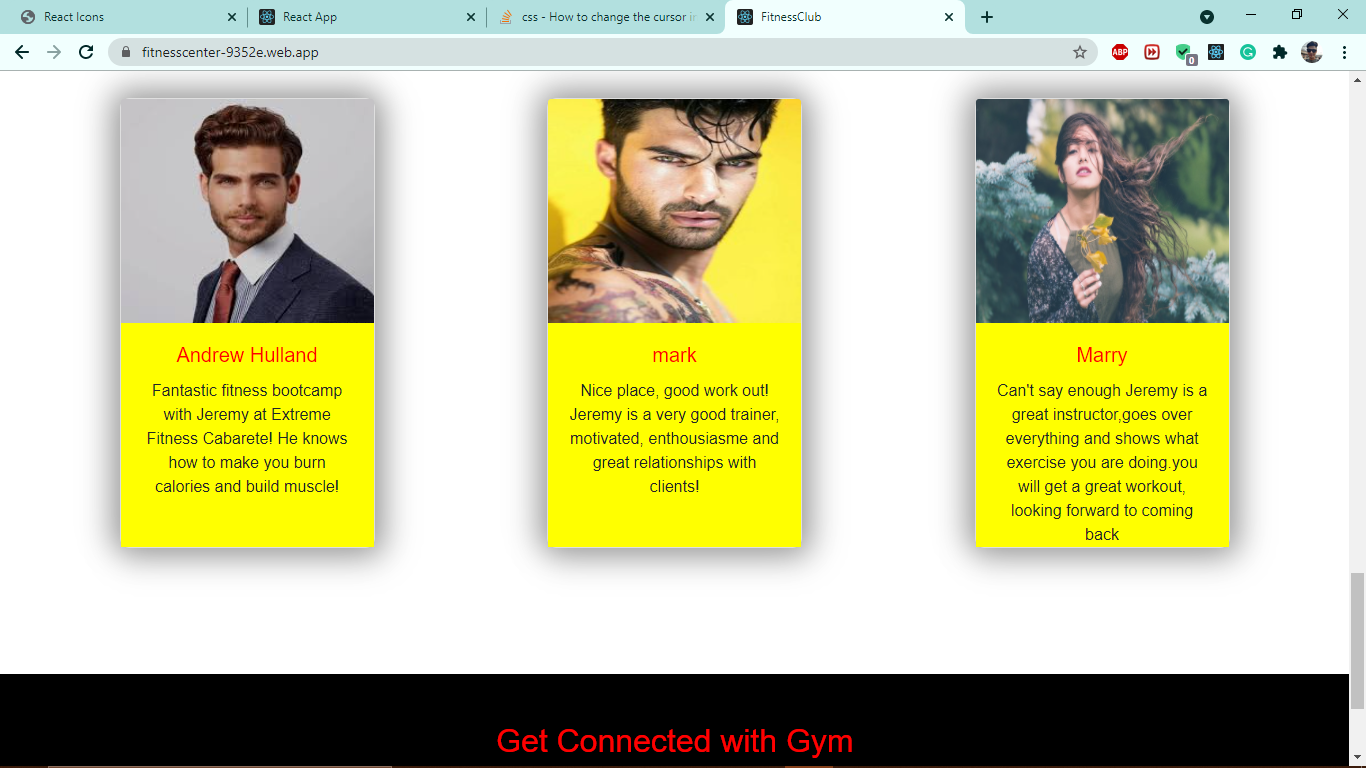 React Icons
React App
css - How to change the cursor in
FitnessClub
fitnesscenter-9352e.web.app
ABP
0
Andrew Hulland
Fantastic fitness bootcamp
with Jeremy at Extreme
Fitness Cabarete! He knows
how to make you burn
calories and build muscle!
mark
Nice place, good work out!
Jeremy is a very good trainer,
motivated, enthousiasme and
great relationships with
clients!
Marry
Can't say enough Jeremy is a
great instructor,goes over
everything and shows what
exercise you are doing.you
will get a great workout,
looking forward to coming
back
Get Connected with Gym